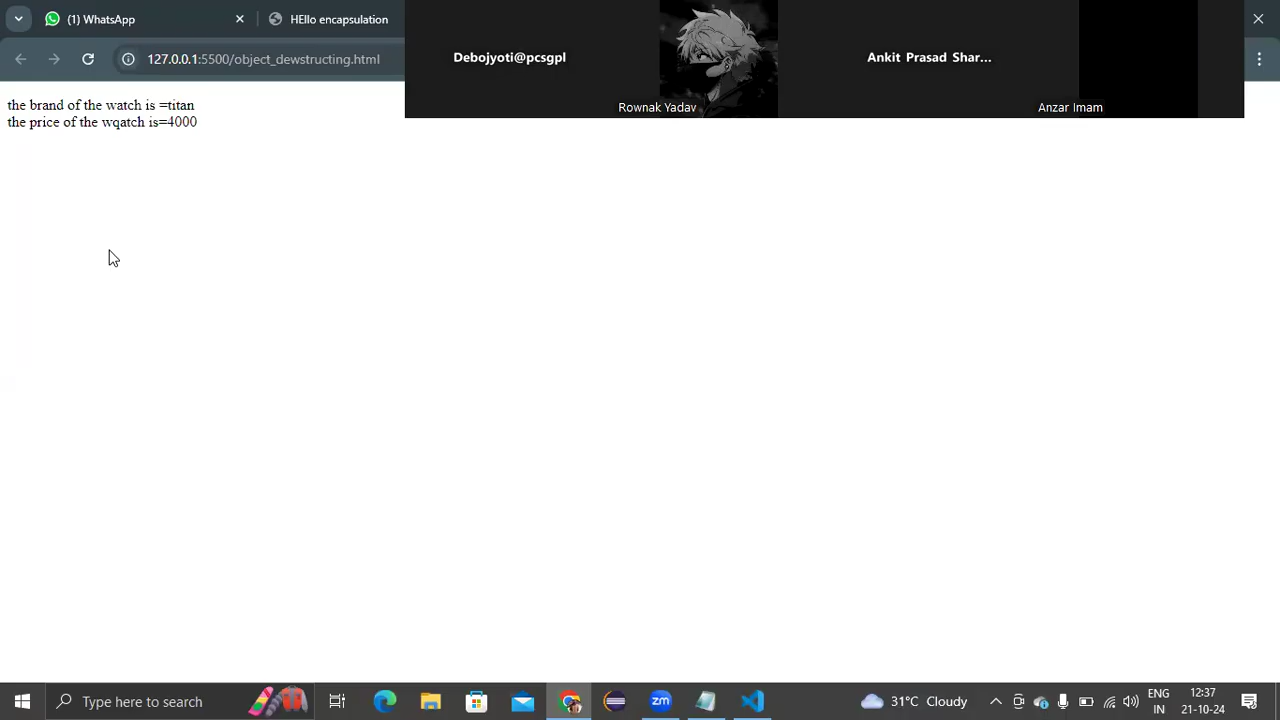 (1) WhatsApp
HEllo encapsulation
127.0.0.1:5500/object_dewstructing.html
Debojyoti@pcsgpl
Ankit Prasad Shar...
Rownak Yadav
Anzar Imam
the brand of the watch is =titan
the price of the wqatch is=4000
Type here to search
zm
31°C Cloudy
ENG
IN
12:37
21-10-24